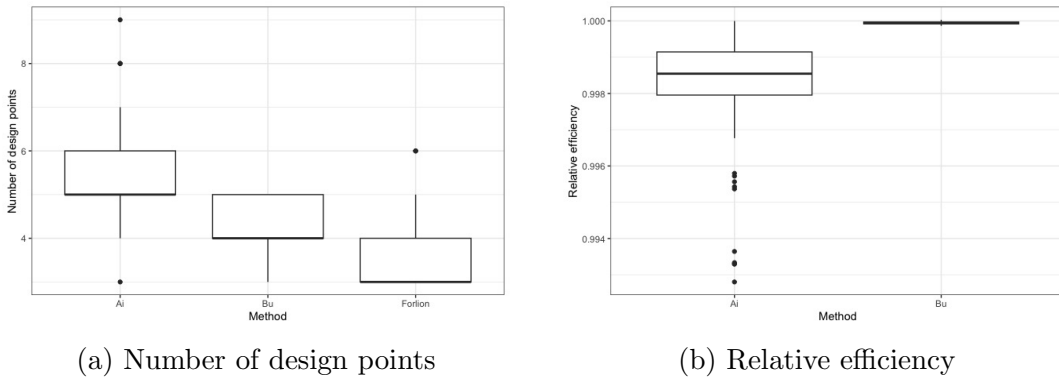 Number of design points
8
6
4
Ai
Bu
Forlion
Method
(a) Number of design points
Relative efficiency
1.000
0.998
0.996
0.994
Ai
Bu
Method
(b) Relative efficiency